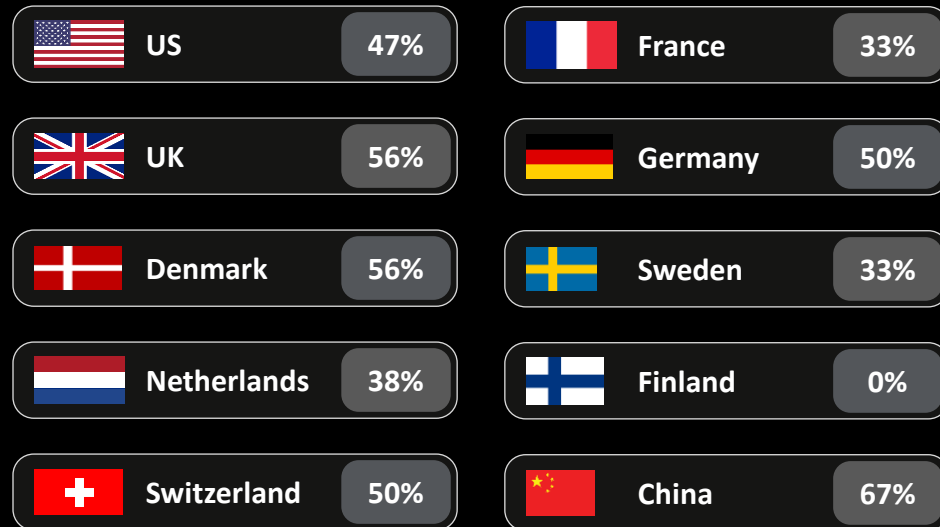 US 47%
UK 56%
Denmark 56%
Netherlands 38%
Switzerland 50%
France 33%
Germany 50%
Sweden 33%
Finland 0%
China 67%